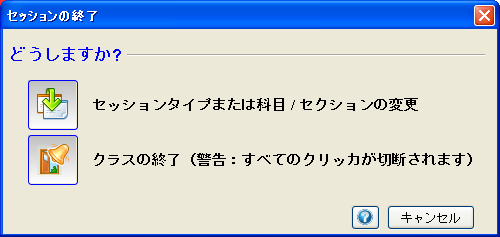 セッションの終了
どうしますか?
セッションタイプまたは科目 / セクションの変更
クラスの終了（警告：すべてのクリッカが切断されます）
?
キャンセル